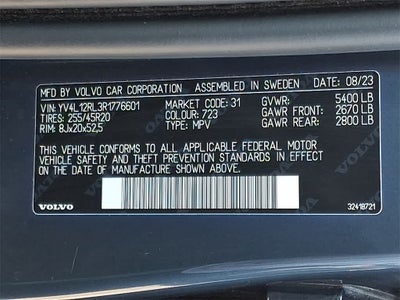 MFD BY VOLVO CAR CORPORATION ASSEMBLED IN SWEDEN 08/23
VIN: YV4L12RL3R1776601 MARKET CODE: 31 GVWR: 5400 LB
TIRES: 255/45R20 COLOUR: 723 GAWR FRONT: 2670 LB
RIM: 8Jx20x52,5 TYPE: MPV GAWR REAR: 2800 LB
THIS VEHICLE CONFORMS TO ALL APPLICABLE FEDERAL MOTOR
VEHICLE SAFETY AND THEFT PREVENTION STANDARDS IN EFFECT
ON THE DATE OF MANUFACTURE SHOWN ABOVE.
VOLVO 32418721